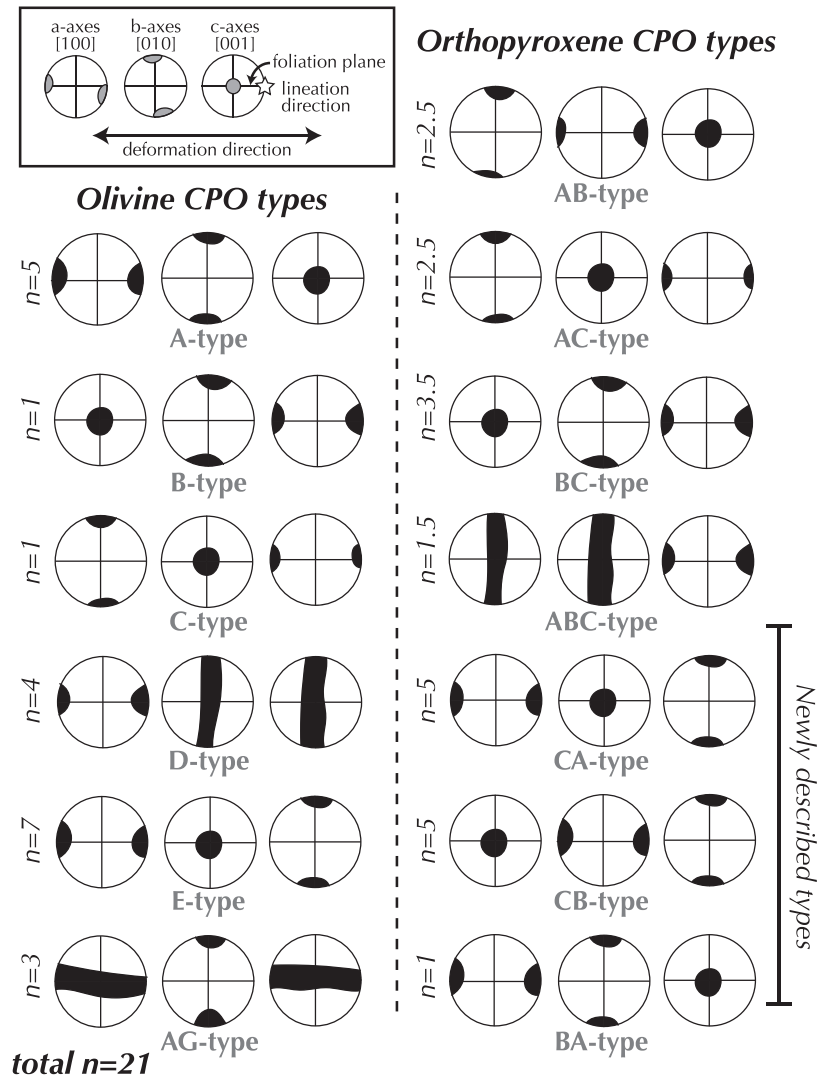 a-axes b-axes c-axes
[100] [010] [001]
foliation plane
lineation
direction
deformation direction
Olivine CPO types
n=5
A-type
n=1
B-type
n=1
C-type
n=4
D-type
n=7
E-type
n=3
AG-type
total n=21
Orthopyroxene CPO types
n=2.5
AB-type
n=2.5
AC-type
n=3.5
BC-type
n=1.5
ABC-type
n=5
CA-type
n=5
CB-type
n=1
BA-type
Newly described types